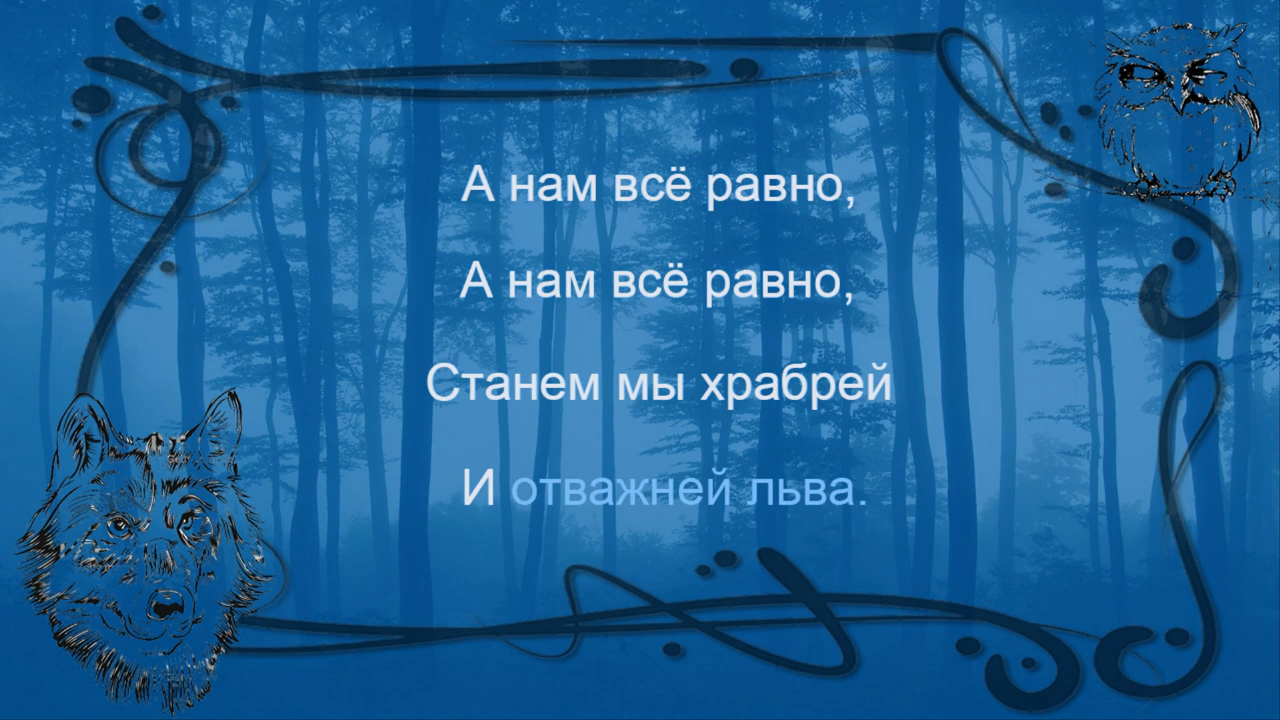 А нам всё равно,
А нам всё равно,
Станем мы храбрей
И отважней льва.